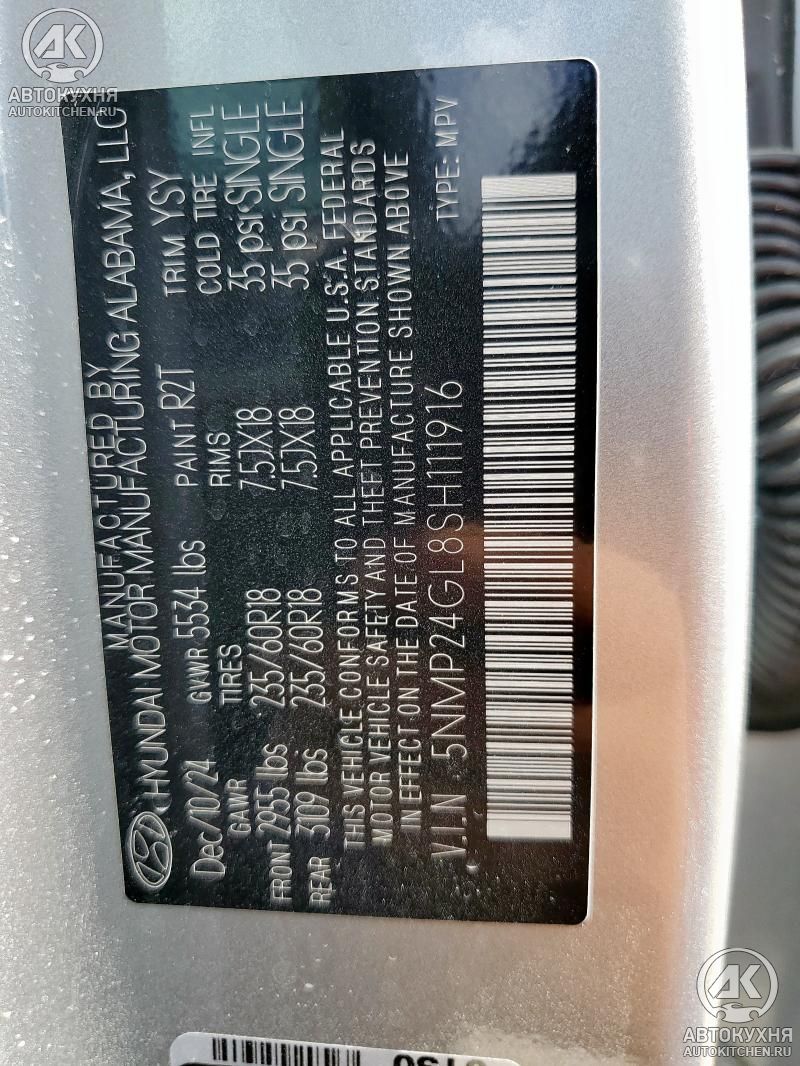 АВТОКУХНЯ
AUTOKITCHEN.RU
MANUFACTURED BY
HYUNDAI MOTOR MANUFACTURING ALABAMA, LLC
Dec/10/24 GVWR 5534 lbs PAINT R2T TRIM YSY
GAWR TIRES RIMS COLD TIRE INFL
FRONT 2955 lbs 235/60R18 7.5JX18 35 psi SINGLE
REAR 3109 lbs 235/60R18 7.5JX18 35 psi SINGLE
THIS VEHICLE CONFORMS TO ALL APPLICABLE U.S.A. FEDERAL
MOTOR VEHICLE SAFETY AND THEFT PREVENTION STANDARDS
IN EFFECT ON THE DATE OF MANUFACTURE SHOWN ABOVE
V.I.N : 5NMP24GL8SH111916 TYPE: MPV
АВТОКУХНЯ
AUTOKITCHEN.RU